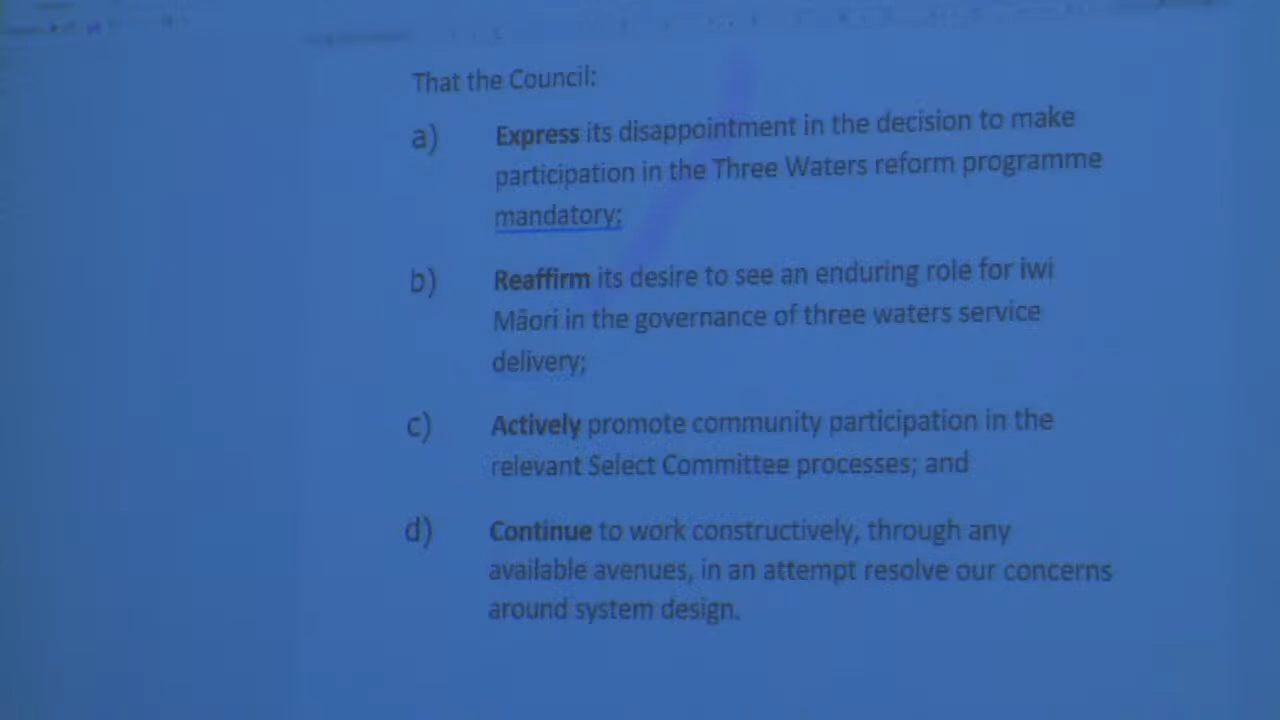 That the Council:
a) Express its disappointment in the decision to make
participation in the Three Waters reform programme
mandatory;
b) Reaffirm its desire to see an enduring role for iwi
Māori in the governance of three waters service
delivery;
c) Actively promote community participation in the
relevant Select Committee processes; and
d) Continue to work constructively, through any
available avenues, in an attempt resolve our concerns
around system design.